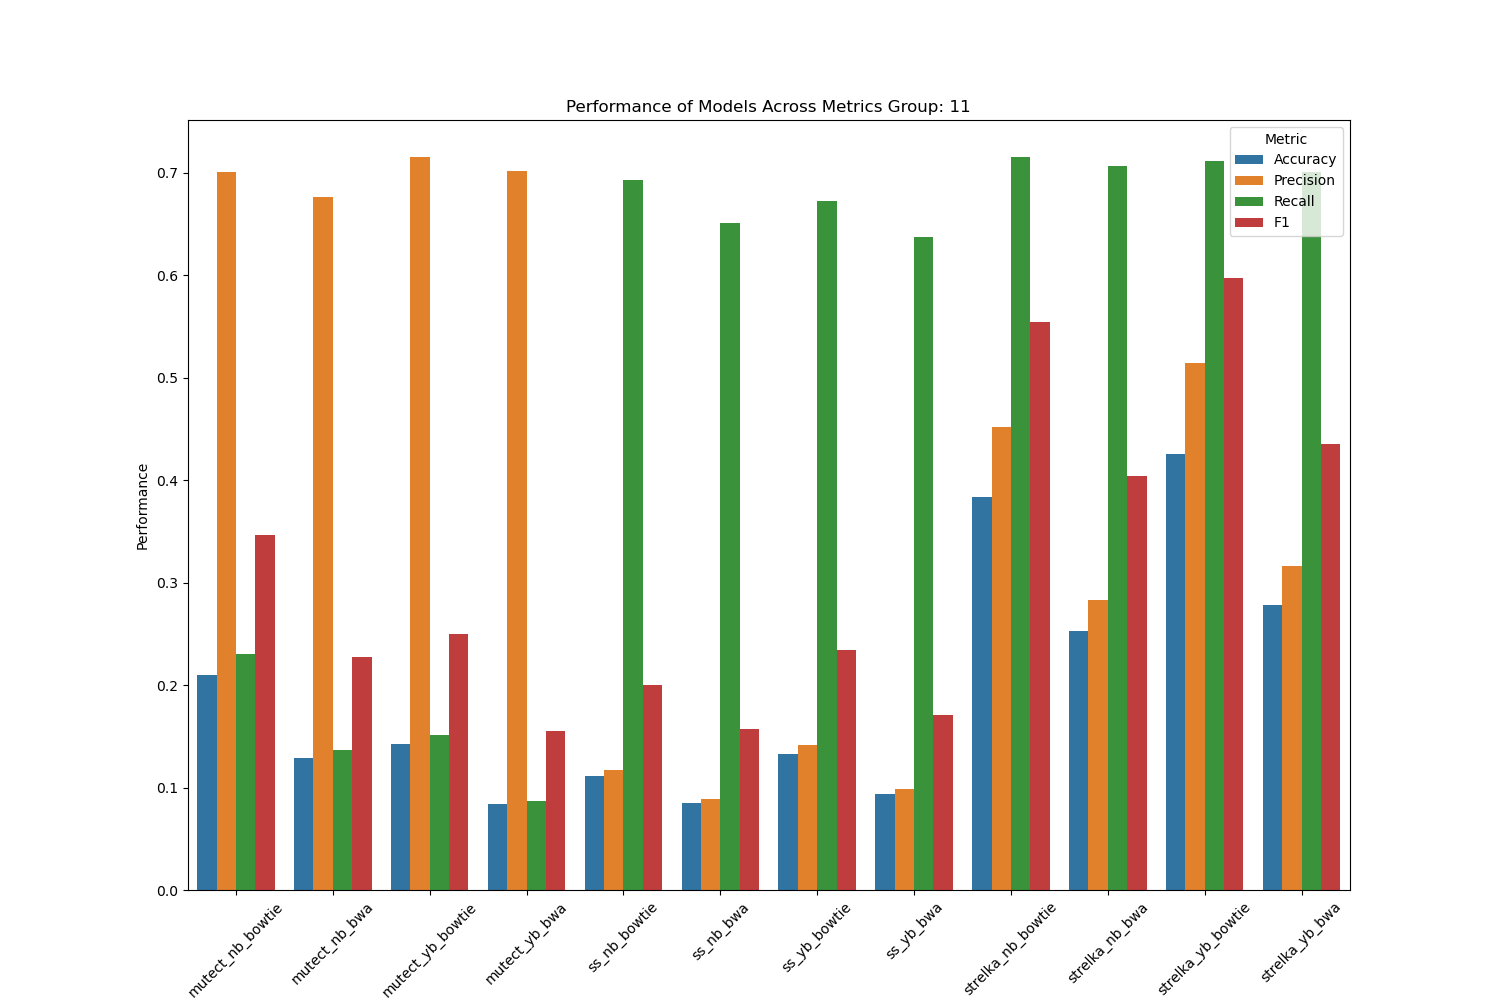 Performance of Models Across Metrics Group: 11
Metric
Accuracy
Precision
Recall
F1
Performance
0.7
0.6
0.5
0.4
0.3
0.2
0.1
0.0
mutect_nb_bowtie
mutect_nb_bwa
mutect_yb_bowtie
mutect_yb_bwa
ss_nb_bowtie
ss_nb_bwa
ss_yb_bowtie
ss_yb_bwa
strelka_nb_bowtie
strelka_nb_bwa
strelka_yb_bowtie
strelka_yb_bwa